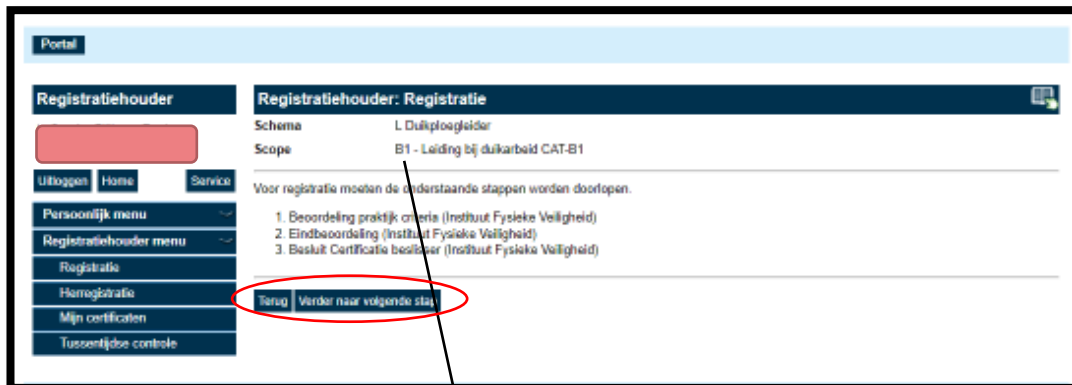 Portal
Registratiehouder
Uitloggen Home Service
Persoonlijk menu
Registratiehouder menu
Registratie
Herregistratie
Mijn certificaten
Tussentijdse controle
Registratiehouder: Registratie
Schema L Duikploegleider
Scope B1 - Leiding bij duikarbeid CAT-B1
Voor registratie moeten de onderstaande stappen worden doorlopen.
1. Beoordeling praktijk criteria (Instituut Fysieke Veiligheid)
2. Eindbeoordeling (Instituut Fysieke Veiligheid)
3. Besluit Certificatie beslisser (Instituut Fysieke Veiligheid)
Terug Verder naar volgende stap